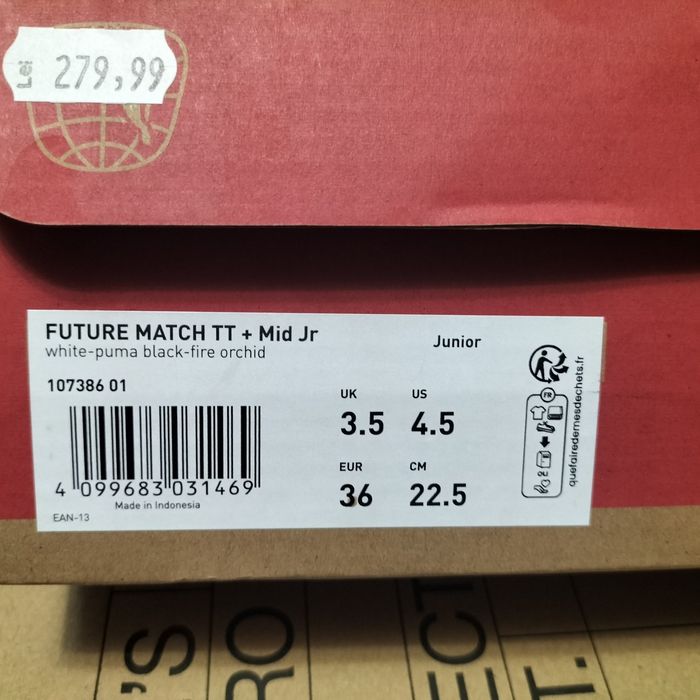 Lei 279,99
FUTURE MATCH TT + Mid Jr
white-puma black-fire orchid
Junior
107386 01
UK
US
3.5
4.5
EUR
CM
36
22.5
4 099683 031469
Made in Indonesia
EAN-13
FR
quefairedemesdechets.fr
'S
RO
ECT
T.